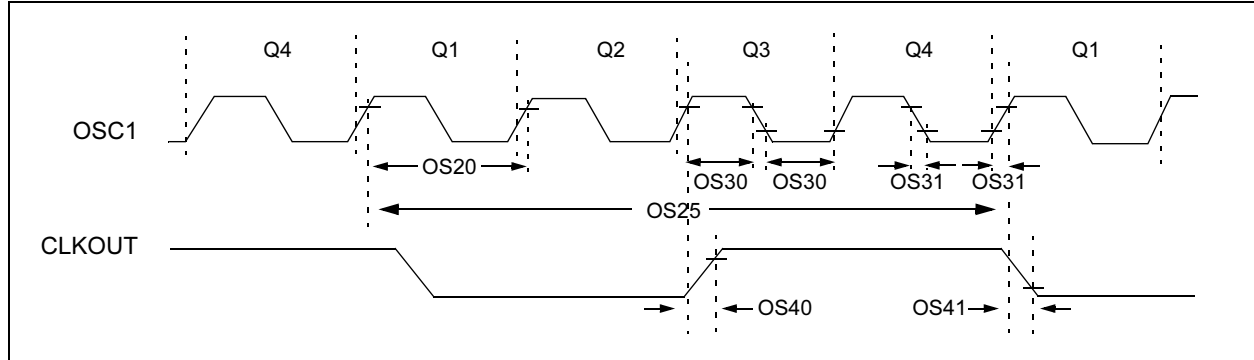 Q4 Q1 Q2 Q3 Q4 Q1
OSC1
OS20
OS30 OS30 OS31 OS31
OS25
CLKOUT
OS40 OS41